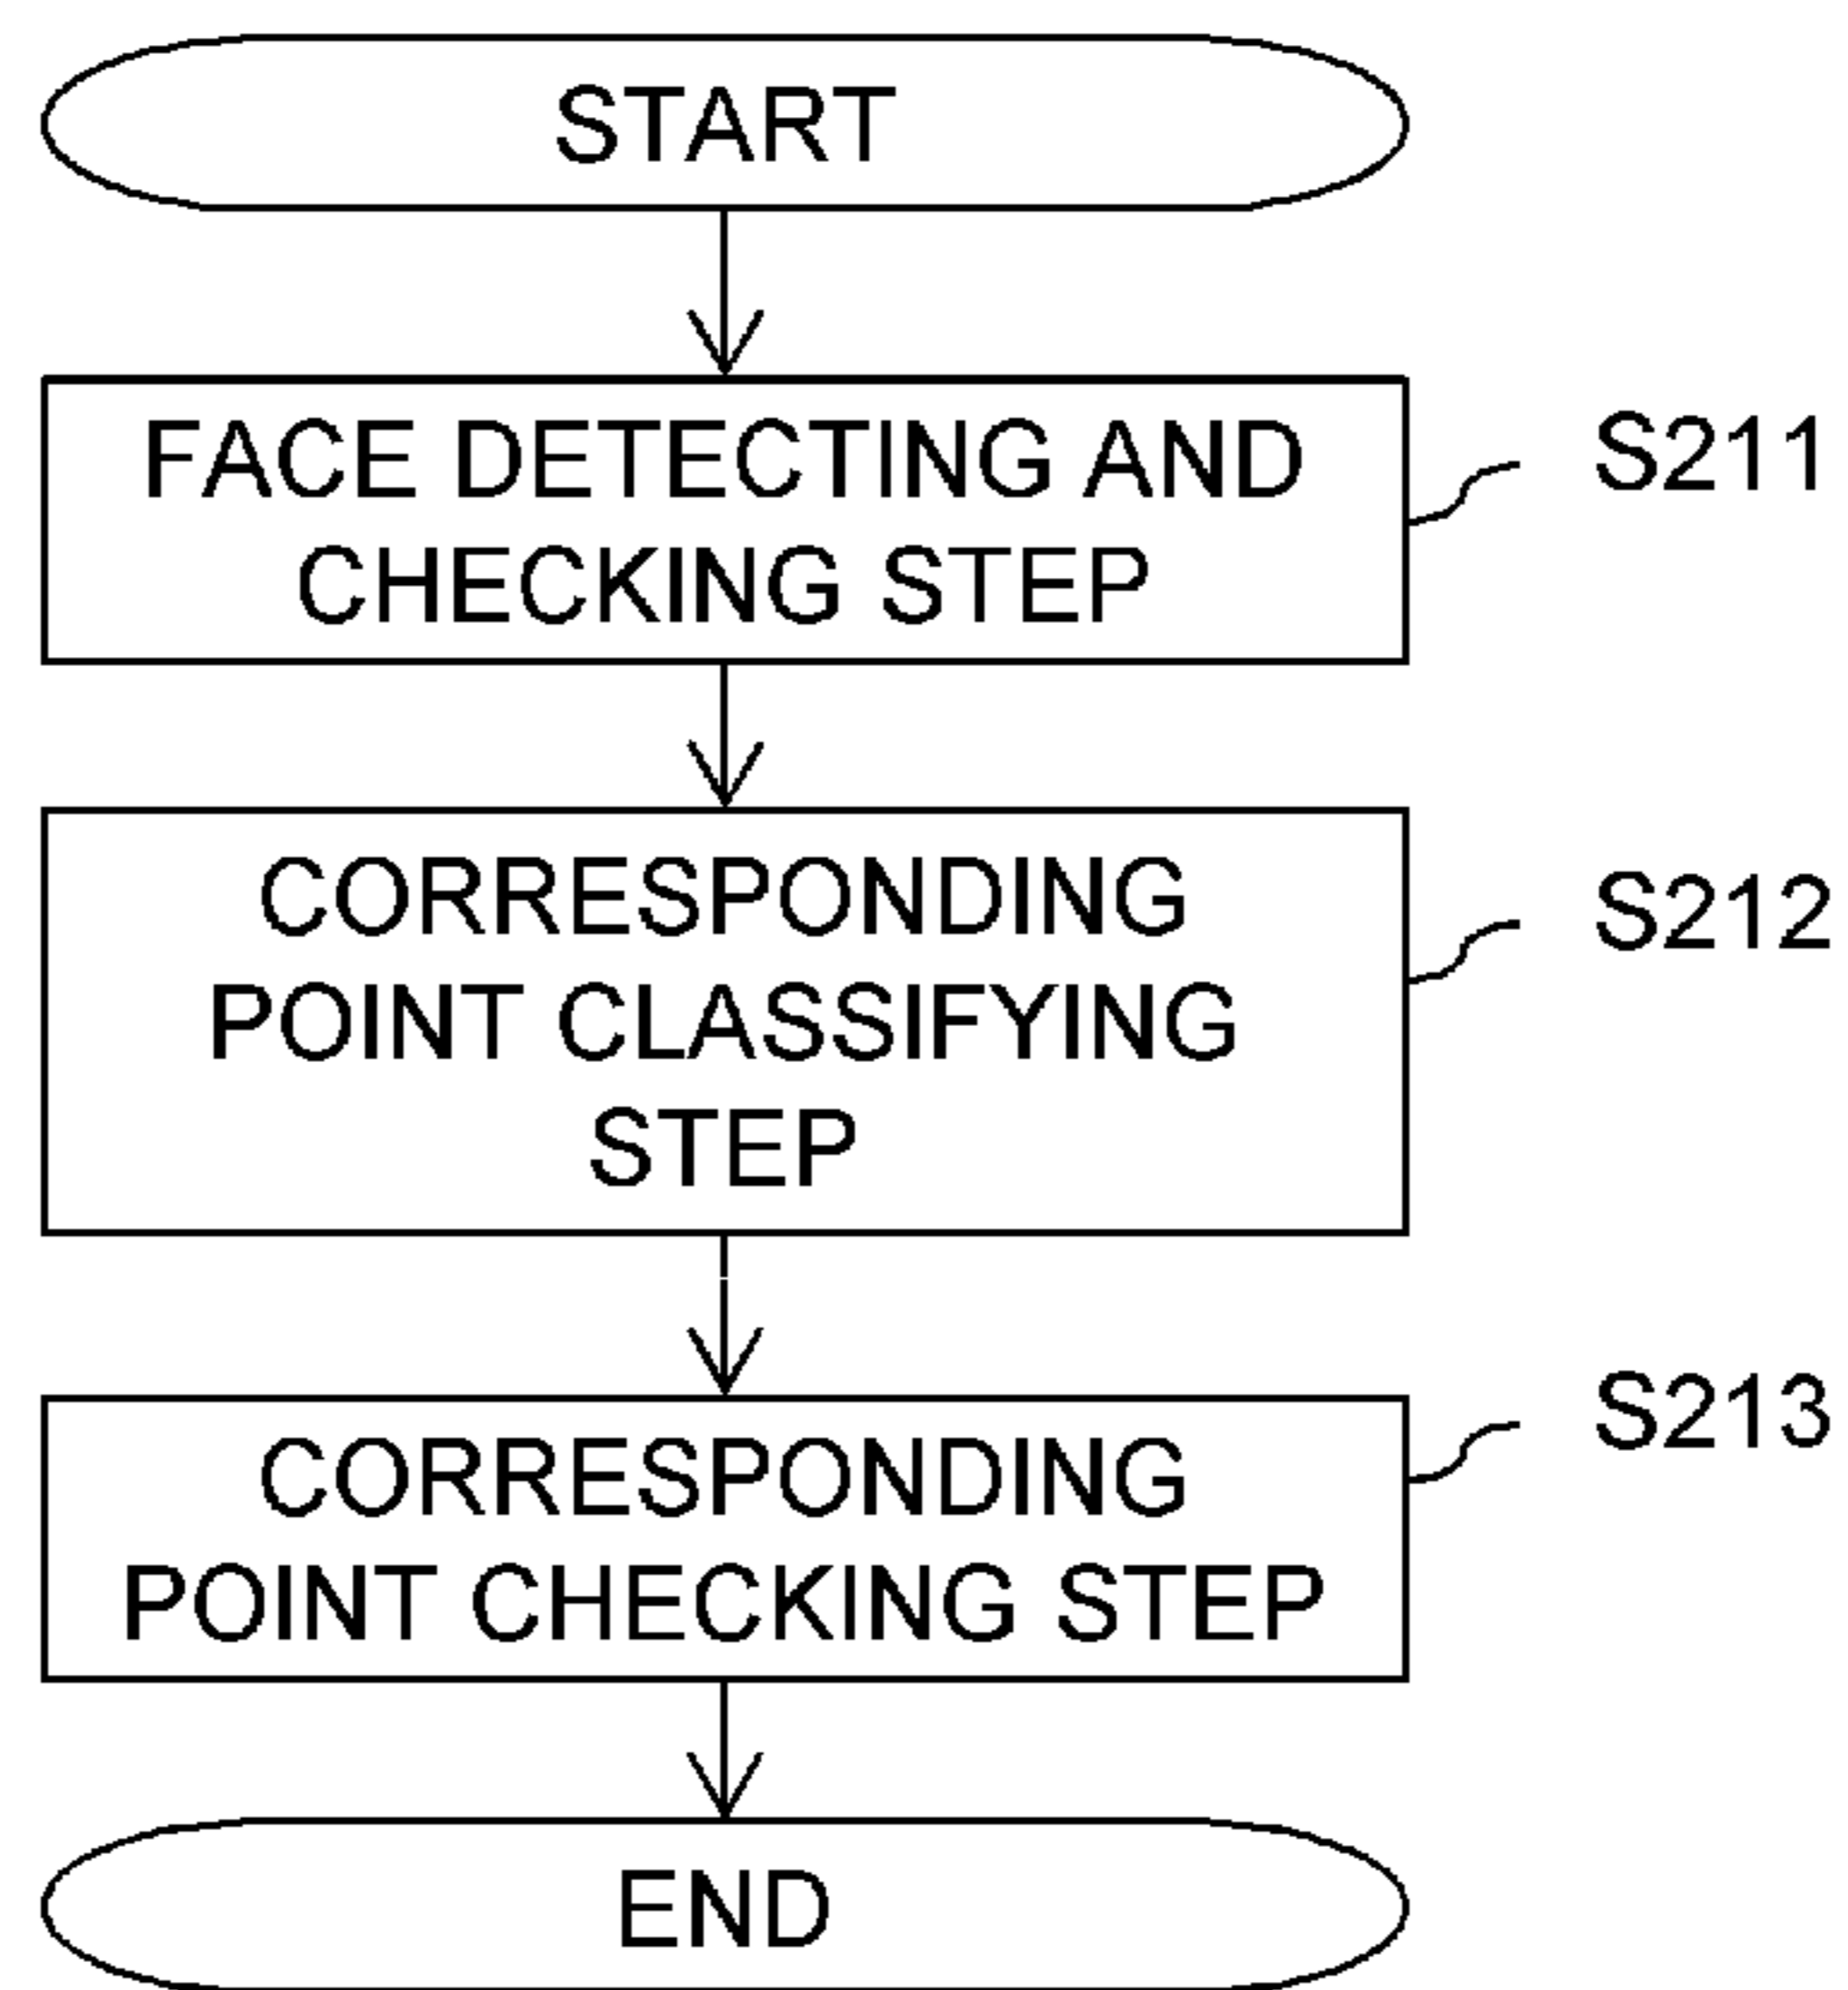 START
FACE DETECTING AND
CHECKING STEP
S211
CORRESPONDING
POINT CLASSIFYING
STEP
S212
CORRESPONDING
POINT CHECKING STEP
S213
END